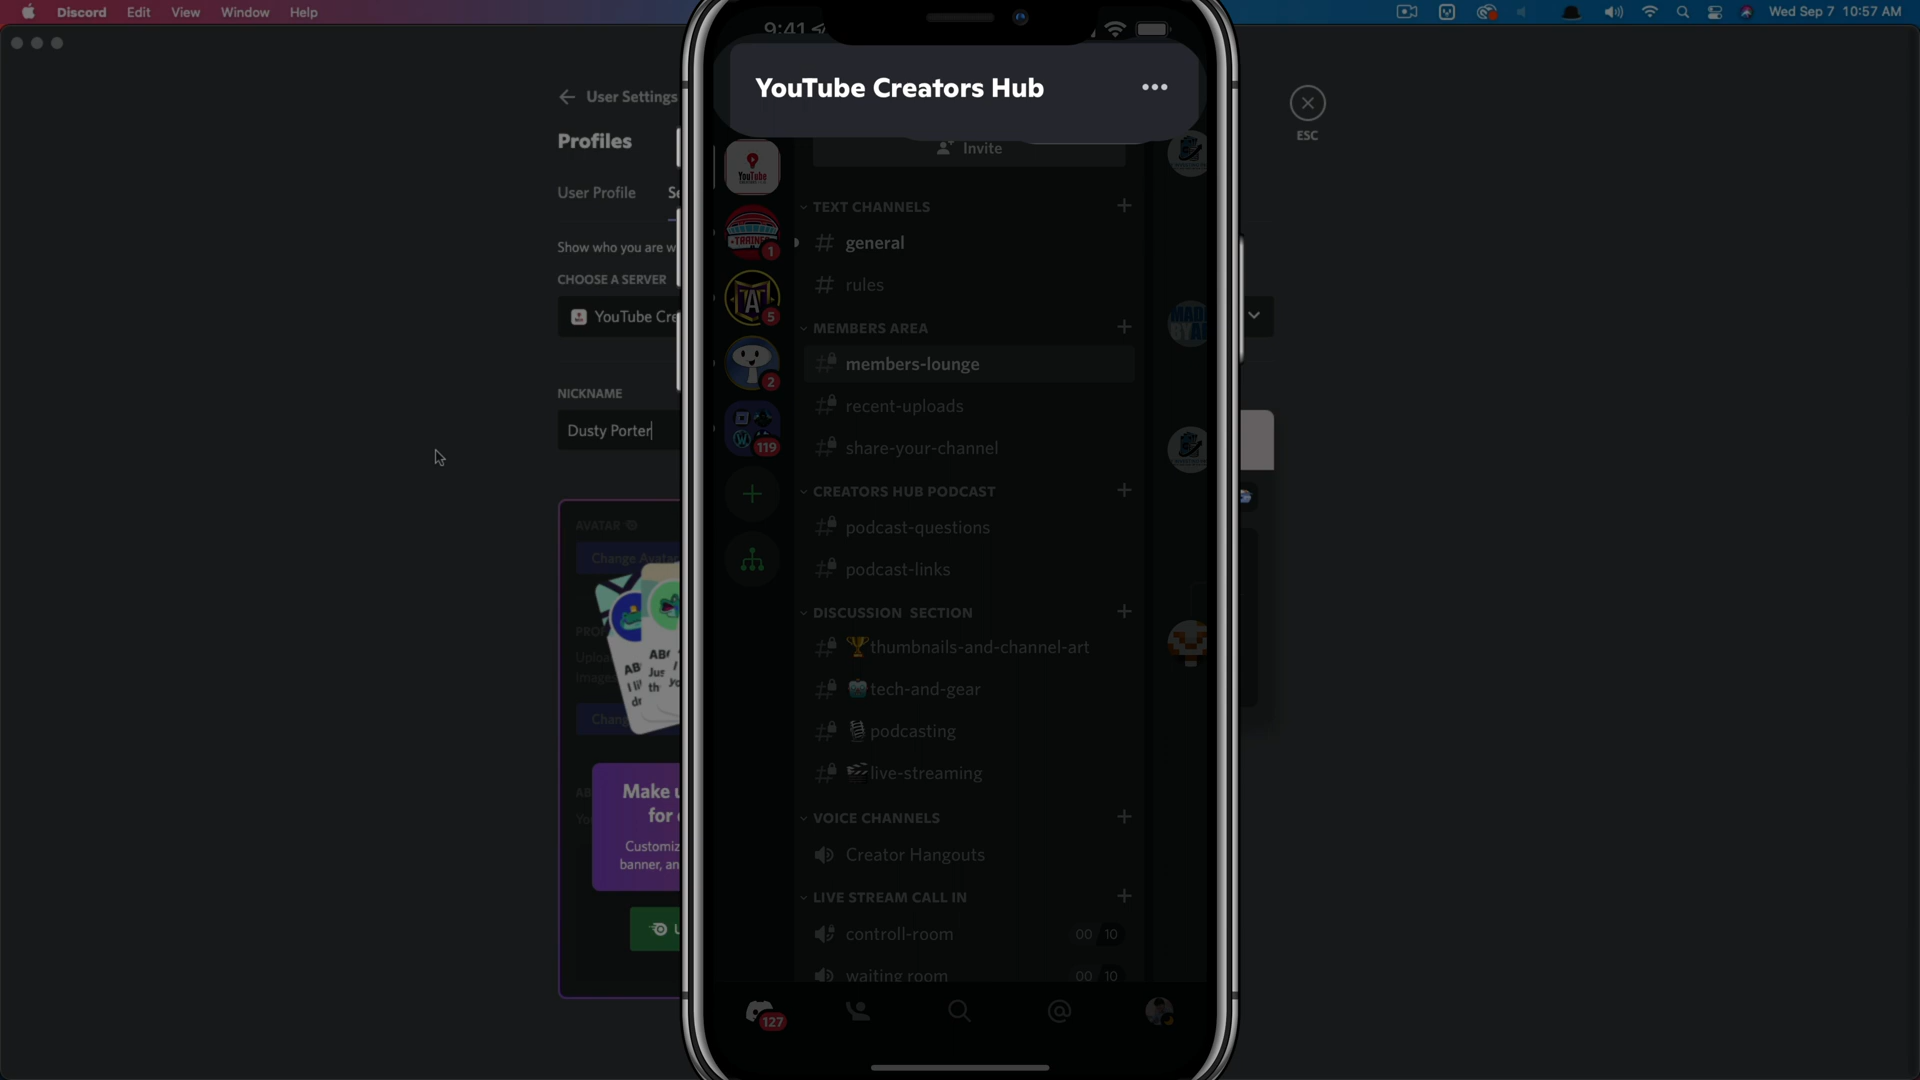 Discord Edit View Window Help
Wed Sep 7 10:57 AM
9:41
YouTube Creators Hub
User Settings
ESC
Profiles
Invite
User Profile
YouTube
TEXT CHANNELS
general
Show who you are w
TRAINER
1
CHOOSE A SERVER
rules
A
5
YouTube Cre
MEMBERS AREA
members-lounge
2
NICKNAME
recent-uploads
Dusty Porter
share-your-channel
119
CREATORS HUB PODCAST
podcast-questions
AVATAR
Change Avatar
podcast-links
DISCUSSION SECTION
thumbnails-and-channel-art
tech-and-gear
podcasting
live-streaming
Make u
for
Customiz
banner, an
VOICE CHANNELS
Creator Hangouts
LIVE STREAM CALL IN
controll-room 00 10
waiting room 00 10
127